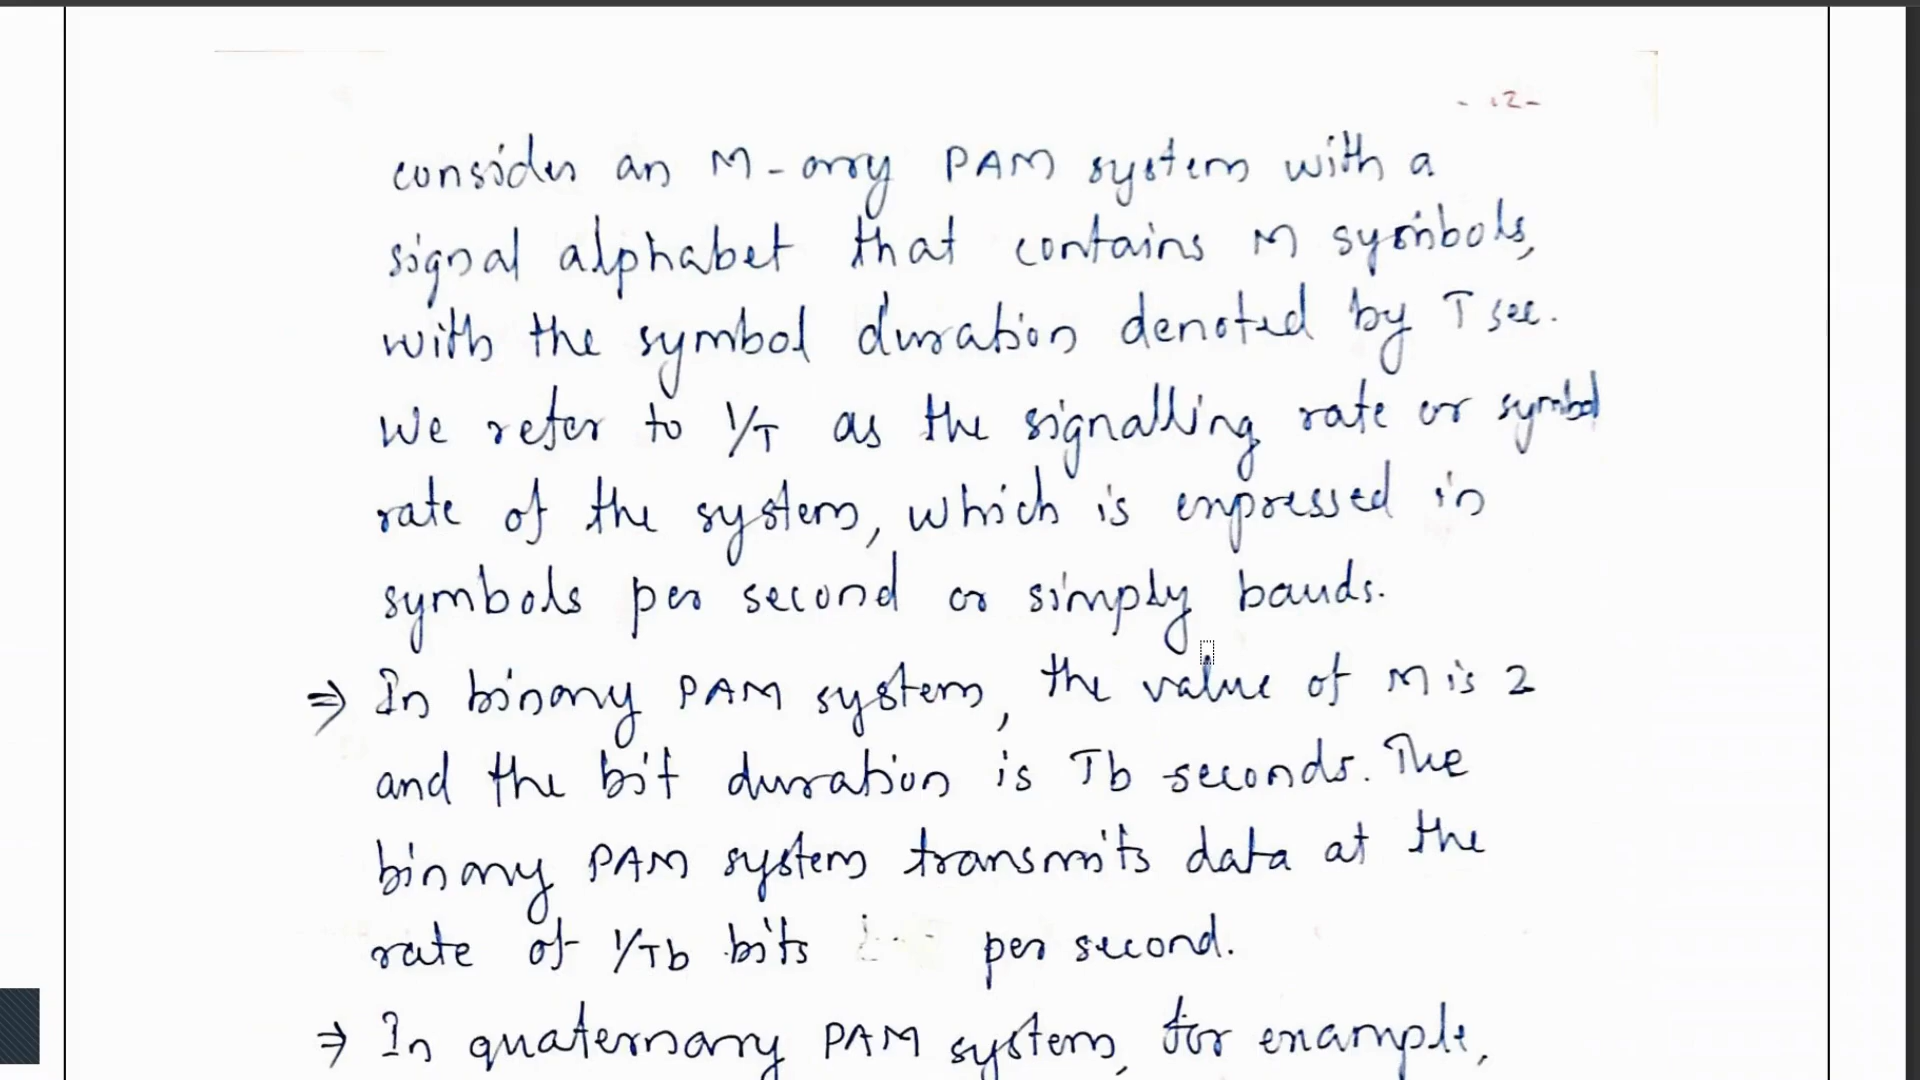 - 12-
consider an M-ary PAM system with a
signal alphabet that contains M symbols,
with the symbol duration denoted by T sec.
We refer to 1/T as the signalling rate or symbol
rate of the system, which is expressed in
symbols per second or simply bauds.
⇒ In binary PAM system, the value of M is 2
and the bit duration is Tb seconds. The
binary PAM system transmits data at the
rate of 1/Tb bits per second.
⇒ In quaternary PAM system, for example,